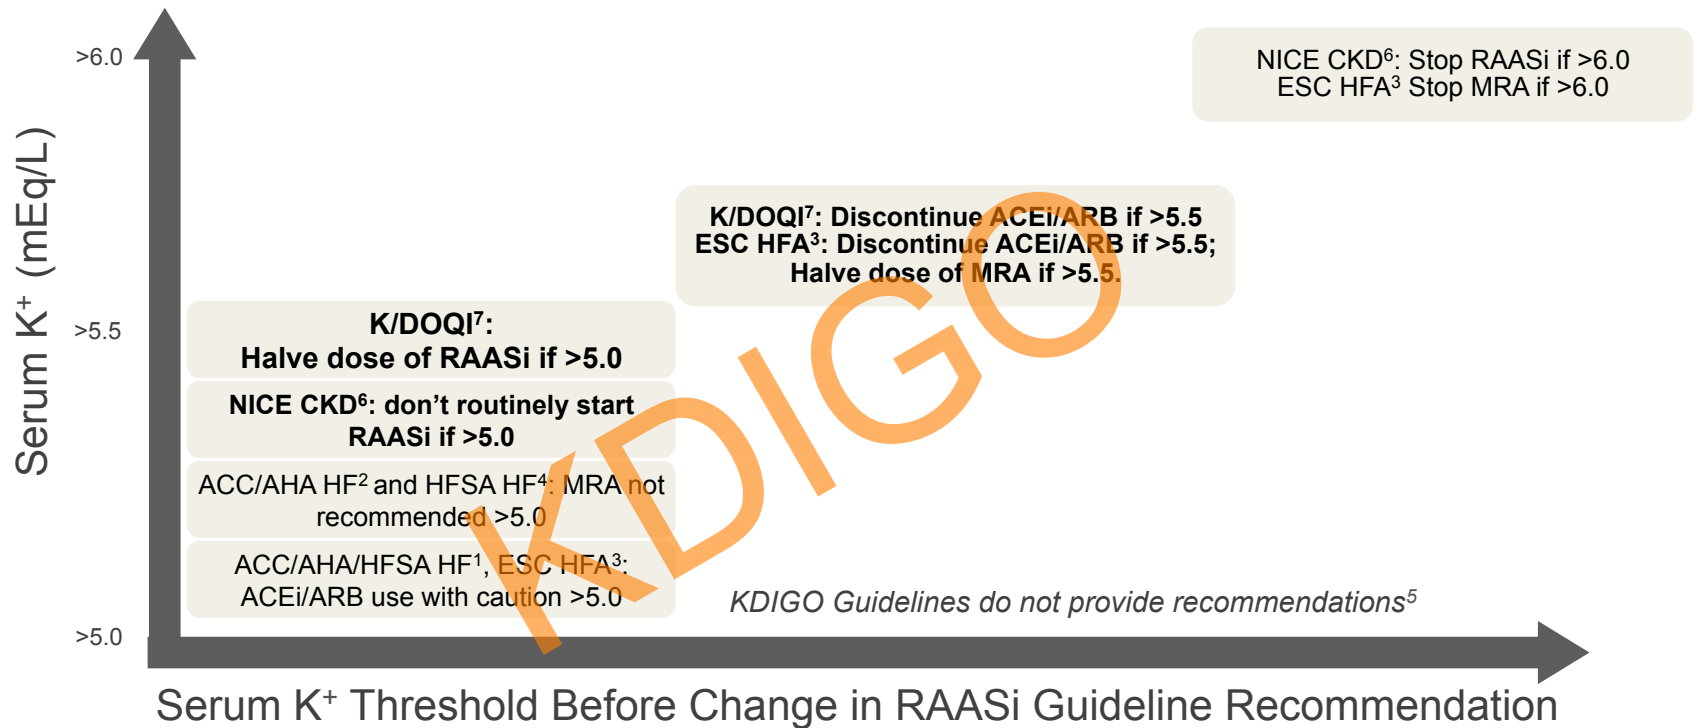 >6.0
NICE CKD⁶: Stop RAASi if >6.0
ESC HFA³ Stop MRA if >6.0
K/DOQI⁷: Discontinue ACEi/ARB if >5.5
ESC HFA³: Discontinue ACEi/ARB if >5.5;
Halve dose of MRA if >5.5.
Serum K⁺ (mEq/L)
>5.5
K/DOQI⁷:
Halve dose of RAASi if >5.0
NICE CKD⁶: don’t routinely start
RAASi if >5.0
ACC/AHA HF² and HFSA HF⁴: MRA not
recommended >5.0
ACC/AHA/HFSA HF¹, ESC HFA³:
ACEi/ARB use with caution >5.0
KDIGO Guidelines do not provide recommendations⁵
>5.0
Serum K⁺ Threshold Before Change in RAASi Guideline Recommendation
KDIGO